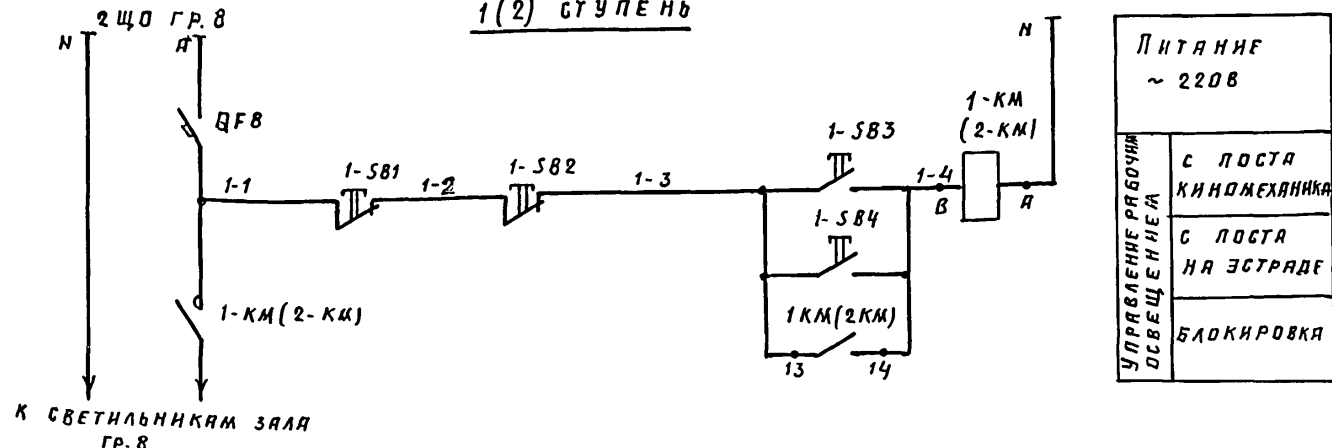 2 ЩО ГР. 8
1(2) СТУПЕНЬ
N
A
N
QF8
1-1
1-SB1
1-2
1-SB2
1-3
1-SB3
1-4
B
1-KM
(2-KM)
A
1-SB4
1KM(2KM)
13
14
1-KM(2-KM)
К СВЕТИЛЬНИКАМ ЗАЛА
ГР. 8
ПИТАНИЕ
~ 220В
УПРАВЛЕНИЕ РАБОЧИМ
ОСВЕЩЕНИЕМ
С ПОСТА
КИНОМЕХАНИКА
С ПОСТА
НА ЭСТРАДЕ
БЛОКИРОВКА